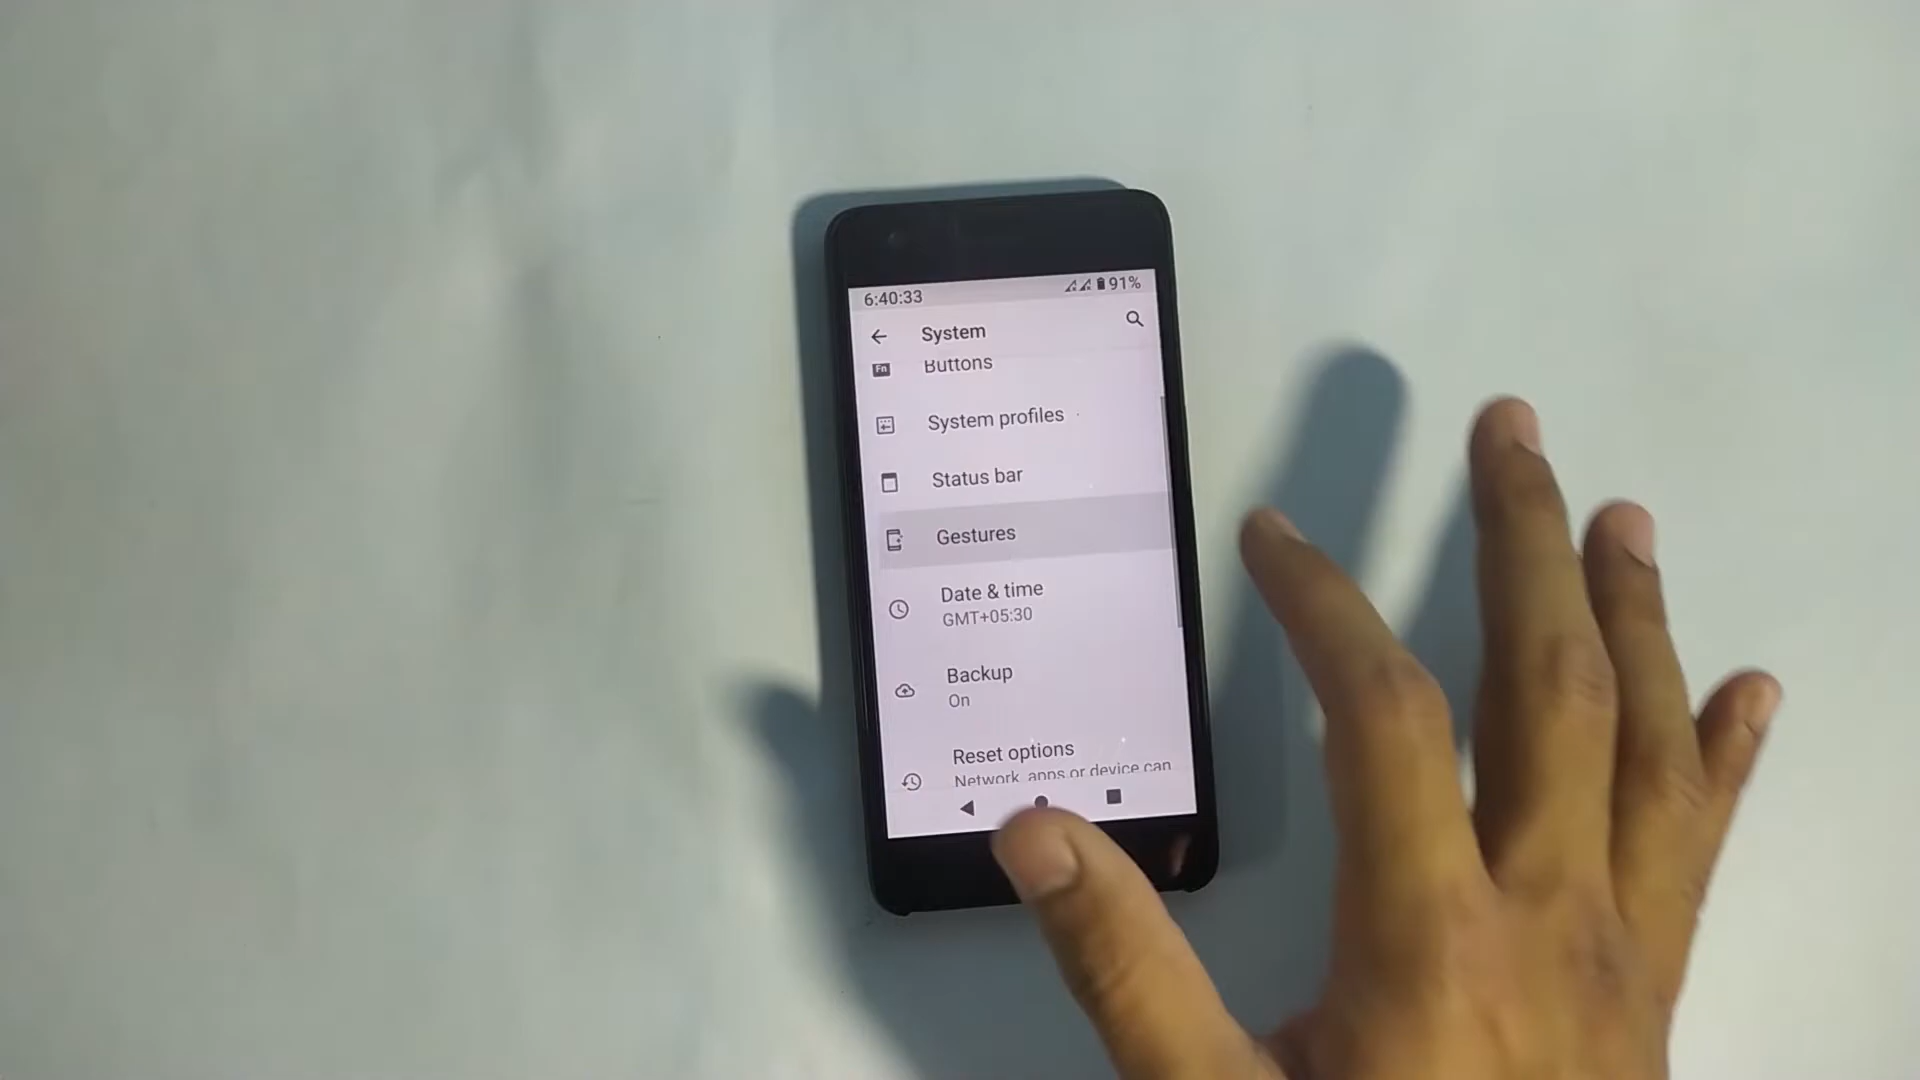 6:40:33
91%
System
Fn
Buttons
System profiles
Status bar
Gestures
Date & time
GMT+05:30
Backup
On
Reset options
Network, apps or device can